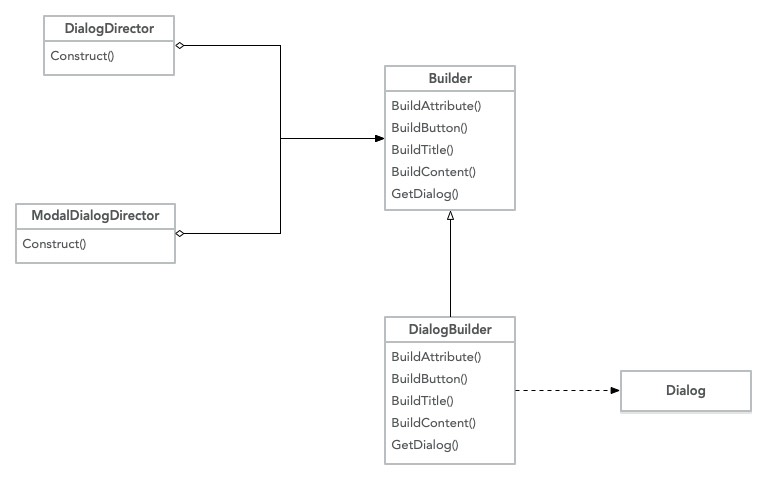 DialogDirector
Construct()
Builder
BuildAttribute()
BuildButton()
BuildTitle()
BuildContent()
GetDialog()
ModalDialogDirector
Construct()
DialogBuilder
BuildAttribute()
BuildButton()
BuildTitle()
BuildContent()
GetDialog()
Dialog